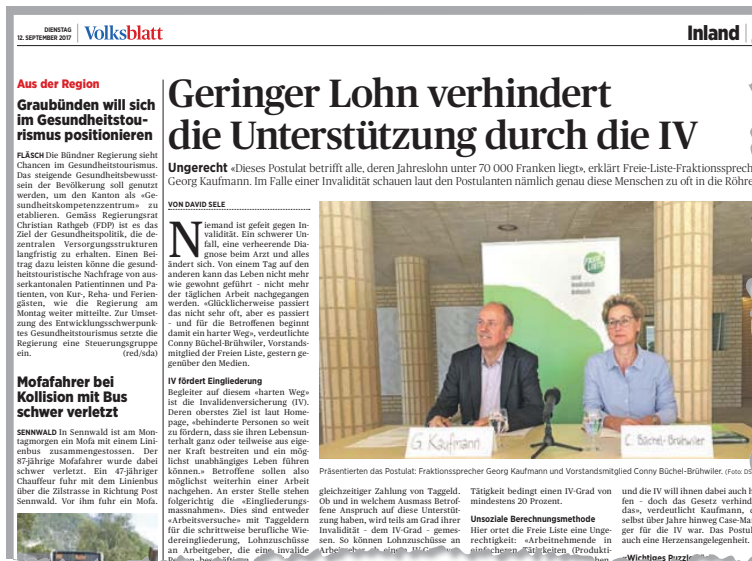 DIENSTAG
12. SEPTEMBER 2017
Volksblatt
Inland
Aus der Region
Graubünden will sich
im Gesundheitstou-
rismus positionieren
FLÄSCH Die Bündner Regierung sieht
Chancen im Gesundheitstourismus.
Das steigende Gesundheitsbewusst-
sein der Bevölkerung soll genutzt
werden, um den Kanton als «Ge-
sundheitskompetenzzentrum» zu
etablieren. Gemäss Regierungsrat
Christian Rathgeb (FDP) ist es das
Ziel der Gesundheitspolitik, die de-
zentralen Versorgungsstrukturen
langfristig zu erhalten. Einen Bei-
trag dazu leisten könne die gesund-
heitstouristische Nachfrage von aus-
serkantonalen Patientinnen und Pa-
tienten, von Kur-, Reha- und Ferien-
gästen, wie die Regierung am
Montag weiter mitteilte. Zur Umset-
zung des Entwicklungsschwerpunk-
tes Gesundheitstourismus setzte die
Regierung eine Steuerungsgruppe
ein. (red/sda)
Mofafahrer bei
Kollision mit Bus
schwer verletzt
SENNWALD In Sennwald ist am Mon-
tagmorgen ein Mofa mit einem Lini-
enbus zusammengestossen. Der
87-jährige Mofafahrer wurde dabei
schwer verletzt. Ein 47-jähriger
Chauffeur fuhr mit dem Linienbus
über die Zilstrasse in Richtung Post
Sennwald. Vor ihm fuhr ein Mofa.
Geringer Lohn verhindert
die Unterstützung durch die IV
Ungerecht «Dieses Postulat betrifft alle, deren Jahreslohn unter 70 000 Franken liegt», erklärt Freie-Liste-Fraktionssprech
Georg Kaufmann. Im Falle einer Invalidität schauen laut den Postulanten nämlich genau diese Menschen zu oft in die Röhre
VON DAVID SELE
Niemand ist gefeit gegen In-
validität. Ein schwerer Un-
fall, eine verheerende Dia-
gnose beim Arzt und alles
ändert sich. Von einem Tag auf den
anderen kann das Leben nicht mehr
wie gewohnt geführt – nicht mehr
der täglichen Arbeit nachgegangen
werden. «Glücklicherweise passiert
das nicht sehr oft, aber es passiert
– und für die Betroffenen beginnt
damit ein harter Weg», verdeutlichte
Conny Büchel-Brühwiler, Vorstands-
mitglied der Freien Liste, gestern ge-
genüber den Medien.
IV fördert Eingliederung
Begleiter auf diesem «harten Weg»
ist die Invalidenversicherung (IV).
Deren oberstes Ziel ist laut Home-
page, «behinderte Personen so weit
zu fördern, dass sie ihren Lebensun-
terhalt ganz oder teilweise aus eige-
ner Kraft bestreiten und ein mög-
lichst unabhängiges Leben führen
können.» Betroffene sollen also
möglichst weiterhin einer Arbeit
nachgehen. An erster Stelle stehen
folgerichtig die «Eingliederungs-
massnahmen». Dies sind entweder
«Arbeitsversuche» mit Taggeldern
für die schrittweise berufliche Wie-
dereingliederung, Lohnzuschüsse
an Arbeitgeber, die eine invalide
FREIE LISTE
G. Kaufmann
C. Büchel-Brühwiler
Präsentierten das Postulat: Fraktionssprecher Georg Kaufmann und Vorstandsmitglied Conny Büchel-Brühwiler. (Foto: DS
gleichzeitiger Zahlung von Taggeld.
Ob und in welchem Ausmass Betrof-
fene Anspruch auf diese Unterstüt-
zung haben, wird teils am Grad ihrer
Invalidität – dem IV-Grad – gemes-
sen. So können Lohnzuschüsse an
Tätigkeit bedingt einen IV-Grad von
mindestens 20 Prozent.
Unsoziale Berechnungsmethode
Hier ortet die Freie Liste eine Unge-
rechtigkeit: «Arbeitnehmende in
einfacheren Tätigkeiten (Produkti-
und die IV will ihnen dabei auch h
fen – doch das Gesetz verhind
das», verdeutlicht Kaufmann, d
selbst über Jahre hinweg Case-Ma
ger für die IV war. Das Postul
auch eine Herzensangelegenheit.